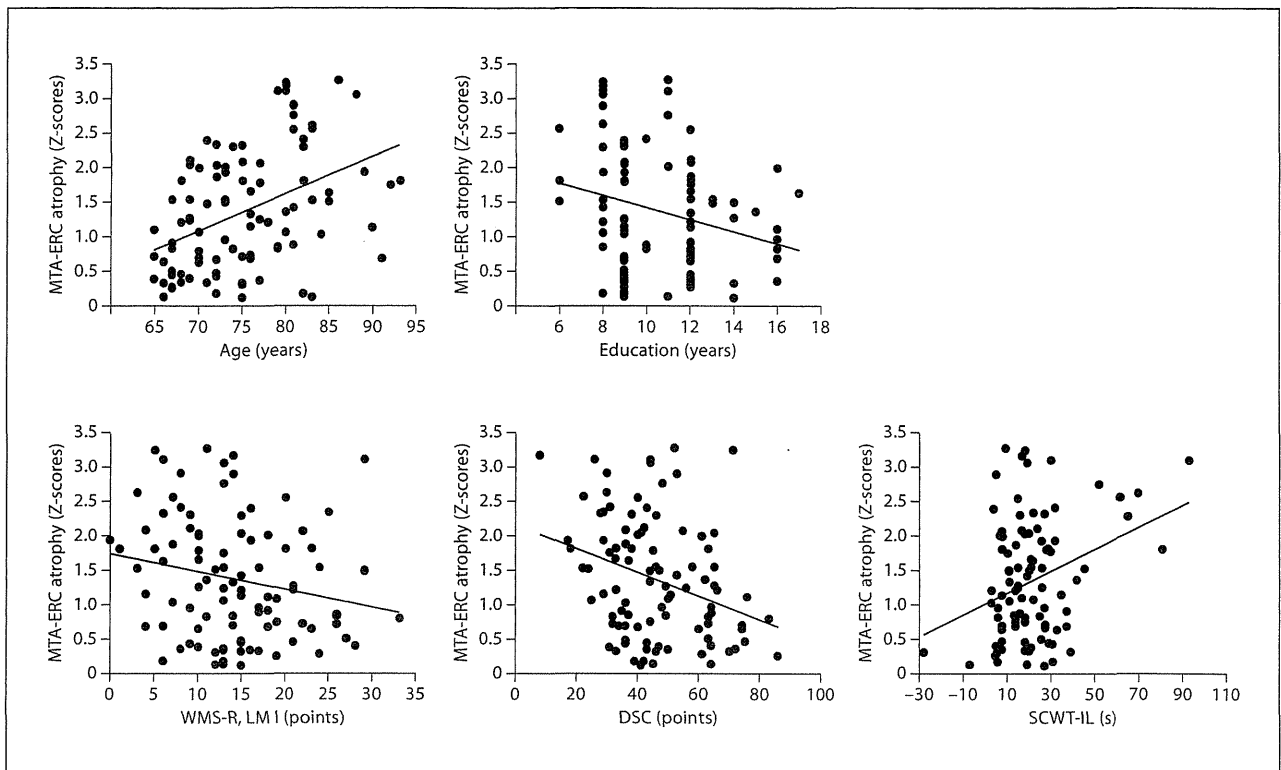 MTA-ERC atrophy (Z-scores)
3.5
3.0
2.5
2.0
1.5
1.0
0.5
0
65 70 75 80 85 90 95
Age (years)
MTA-ERC atrophy (Z-scores)
3.5
3.0
2.5
2.0
1.5
1.0
0.5
0
6 8 10 12 14 16 18
Education (years)
MTA-ERC atrophy (Z-scores)
3.5
3.0
2.5
2.0
1.5
1.0
0.5
0
0 5 10 15 20 25 30 35
WMS-R, LM I (points)
MTA-ERC atrophy (Z-scores)
3.5
3.0
2.5
2.0
1.5
1.0
0.5
0
0 20 40 60 80 100
DSC (points)
MTA-ERC atrophy (Z-scores)
3.5
3.0
2.5
2.0
1.5
1.0
0.5
0
−30 −10 10 30 50 70 90 110
SCWT-IL (s)